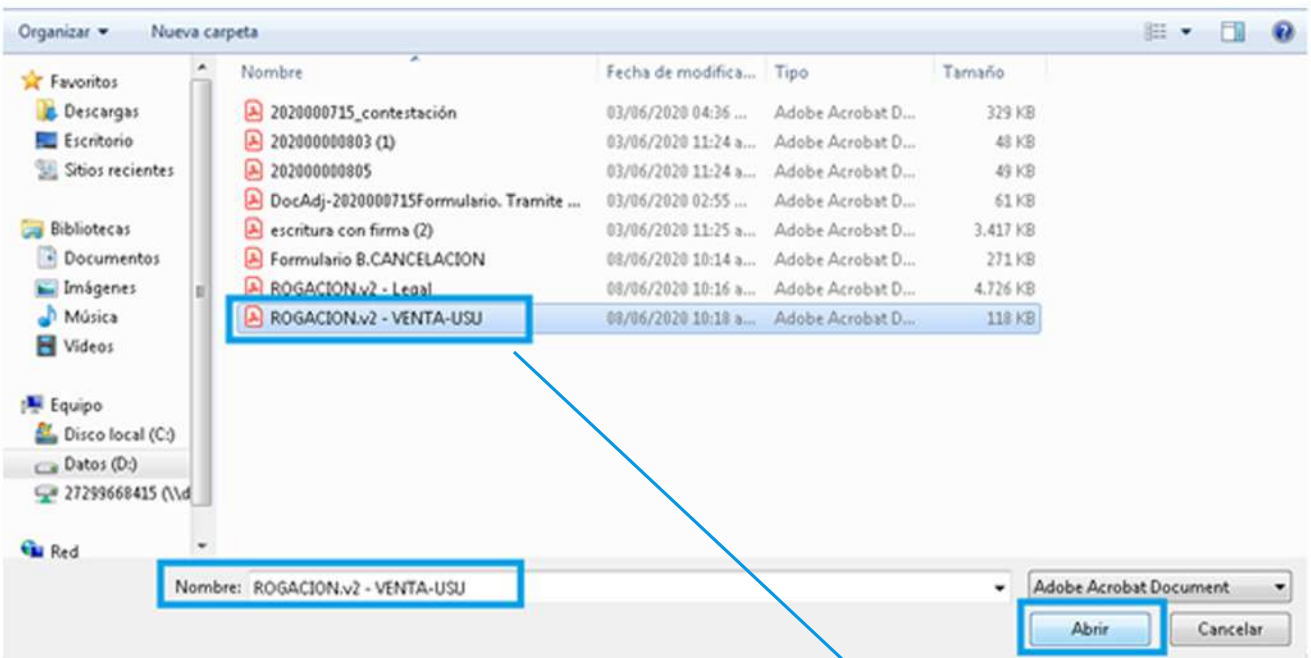 Organizar Nueva carpeta
Favoritos
Descargas
Escritorio
Sitios recientes
Bibliotecas
Documentos
Imágenes
Música
Vídeos
Equipo
Disco local (C:)
Datos (D:)
27299668415 (\\d
Red
Nombre Fecha de modifica... Tipo Tamaño
2020000715_contestación 03/06/2020 04:36 ... Adobe Acrobat D... 329 KB
202000000803 (1) 03/06/2020 11:24 a... Adobe Acrobat D... 48 KB
202000000805 03/06/2020 11:24 a... Adobe Acrobat D... 49 KB
DocAdj-2020000715Formulario. Tramite ... 03/06/2020 02:55 ... Adobe Acrobat D... 61 KB
escritura con firma (2) 03/06/2020 11:25 a... Adobe Acrobat D... 3.417 KB
Formulario B.CANCELACION 08/06/2020 10:14 a... Adobe Acrobat D... 271 KB
ROGACION.v2 - Legal 08/06/2020 10:16 a... Adobe Acrobat D... 4.726 KB
ROGACION.v2 - VENTA-USU 08/06/2020 10:18 a... Adobe Acrobat D... 118 KB
Nombre: ROGACION.v2 - VENTA-USU Adobe Acrobat Document
Abrir Cancelar